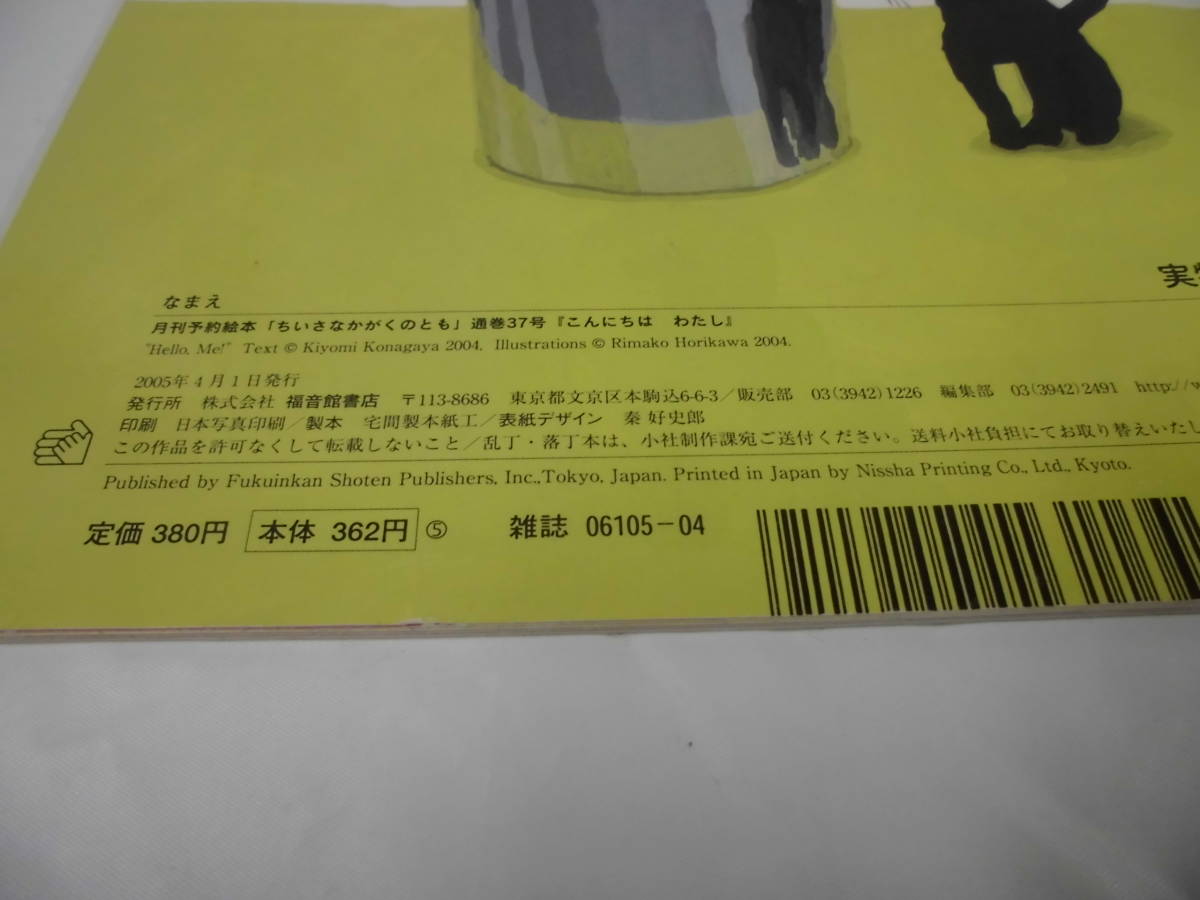 実
なまえ
月刊予約絵本「ちいさなかがくのとも」通巻37号『こんにちは わたし』
"Hello, Me!" Text © Kiyomi Konagaya 2004. Illustrations © Rimako Horikawa 2004.
2005年4月1日発行
発行所 株式会社 福音館書店 〒113-8686 東京都文京区本駒込6-6-3／販売部 03(3942)1226 編集部 03(3942)2491 http://w
印刷 日本写真印刷／製本 宅間製本紙工／表紙デザイン 秦 好史郎
この作品を許可なくして転載しないこと／乱丁・落丁本は、小社制作課宛ご送付ください。送料小社負担にてお取り替えいたし
Published by Fukuinkan Shoten Publishers, Inc.,Tokyo, Japan. Printed in Japan by Nissha Printing Co., Ltd., Kyoto.
定価 380円 本体 362円 ⑤ 雑誌 06105-04